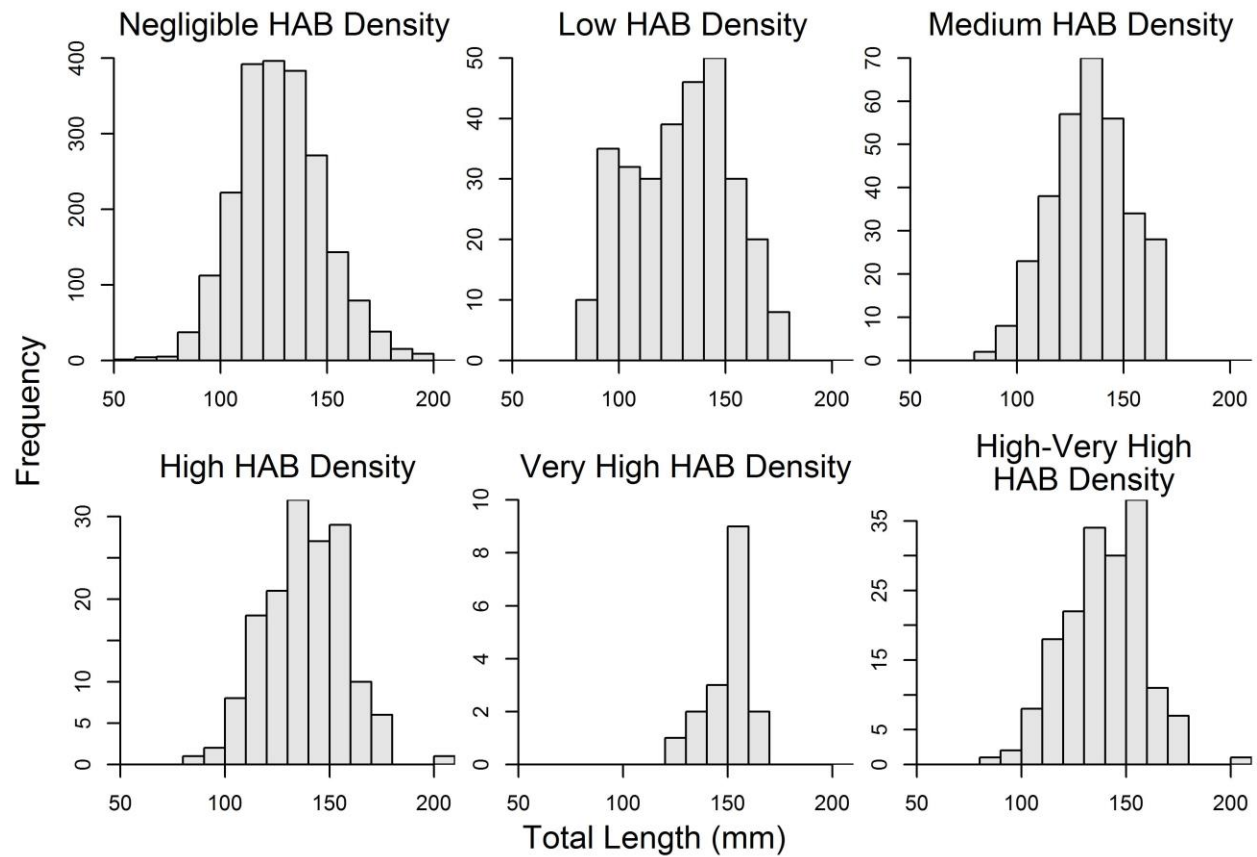 Negligible HAB Density
Low HAB Density
Medium HAB Density
0 100 200 300 400
50 100 150 200
0 10 20 30 40 50
50 100 150 200
0 10 20 30 40 50 60 70
50 100 150 200
Frequency
High HAB Density
Very High HAB Density
High-Very High
HAB Density
0 5 10 20 30
50 100 150 200
0 2 4 6 8 10
50 100 150 200
0 5 15 25 35
50 100 150 200
Total Length (mm)